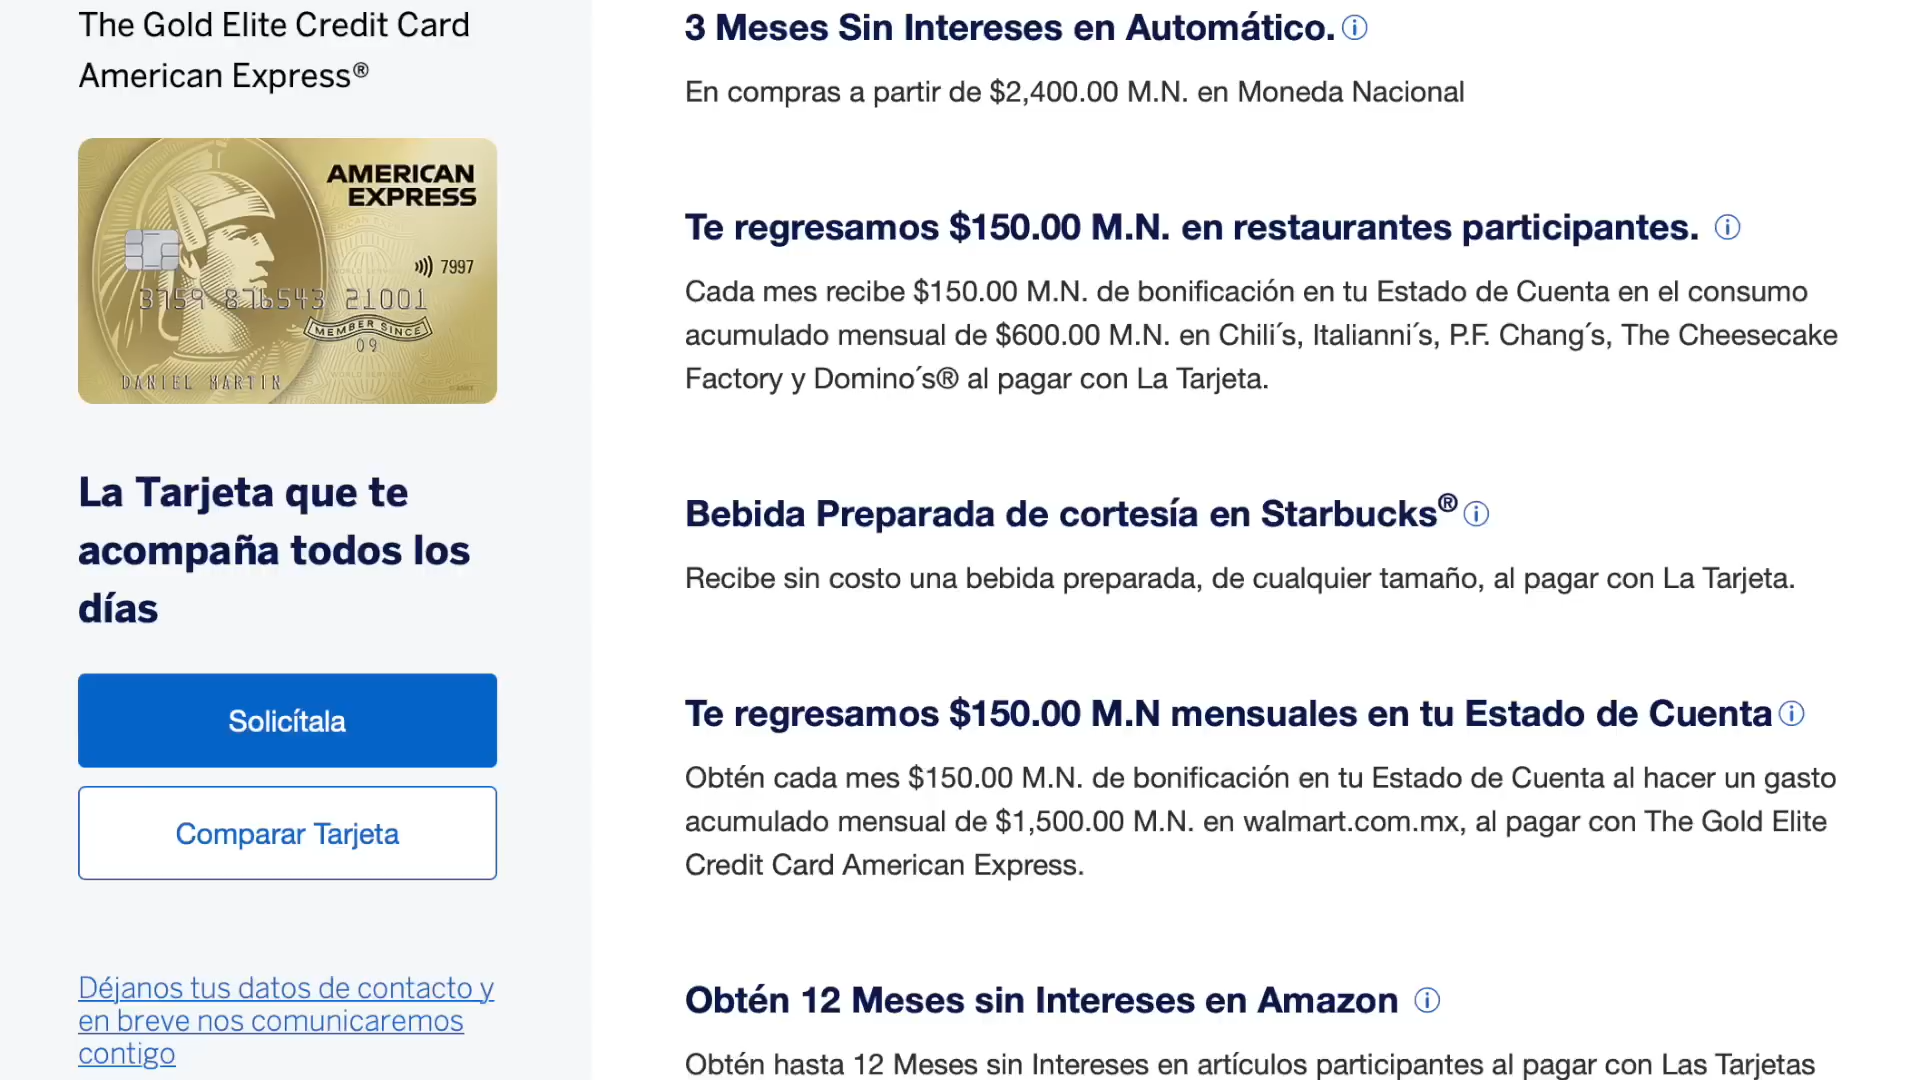 The Gold Elite Credit Card
American Express®
AMERICAN
EXPRESS
7997
3759 876543 21001
MEMBER SINCE
09
DANIEL MARTIN
La Tarjeta que te
acompaña todos los
días
Solicítala
Comparar Tarjeta
Déjanos tus datos de contacto y
en breve nos comunicaremos
contigo
3 Meses Sin Intereses en Automático.
En compras a partir de $2,400.00 M.N. en Moneda Nacional
Te regresamos $150.00 M.N. en restaurantes participantes.
Cada mes recibe $150.00 M.N. de bonificación en tu Estado de Cuenta en el consumo
acumulado mensual de $600.00 M.N. en Chili´s, Italianni´s, P.F. Chang´s, The Cheesecake
Factory y Domino´s® al pagar con La Tarjeta.
Bebida Preparada de cortesía en Starbucks®
Recibe sin costo una bebida preparada, de cualquier tamaño, al pagar con La Tarjeta.
Te regresamos $150.00 M.N mensuales en tu Estado de Cuenta
Obtén cada mes $150.00 M.N. de bonificación en tu Estado de Cuenta al hacer un gasto
acumulado mensual de $1,500.00 M.N. en walmart.com.mx, al pagar con The Gold Elite
Credit Card American Express.
Obtén 12 Meses sin Intereses en Amazon
Obtén hasta 12 Meses sin Intereses en artículos participantes al pagar con Las Tarjetas